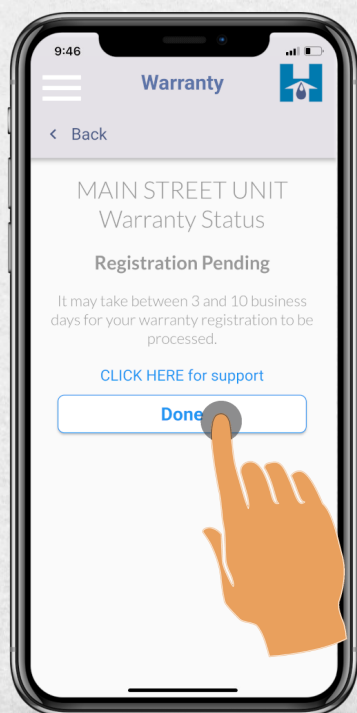 9:46
Warranty
< Back
MAIN STREET UNIT
Warranty Status
Registration Pending
It may take between 3 and 10 business
days for your warranty registration to be
processed.
CLICK HERE for support
Done